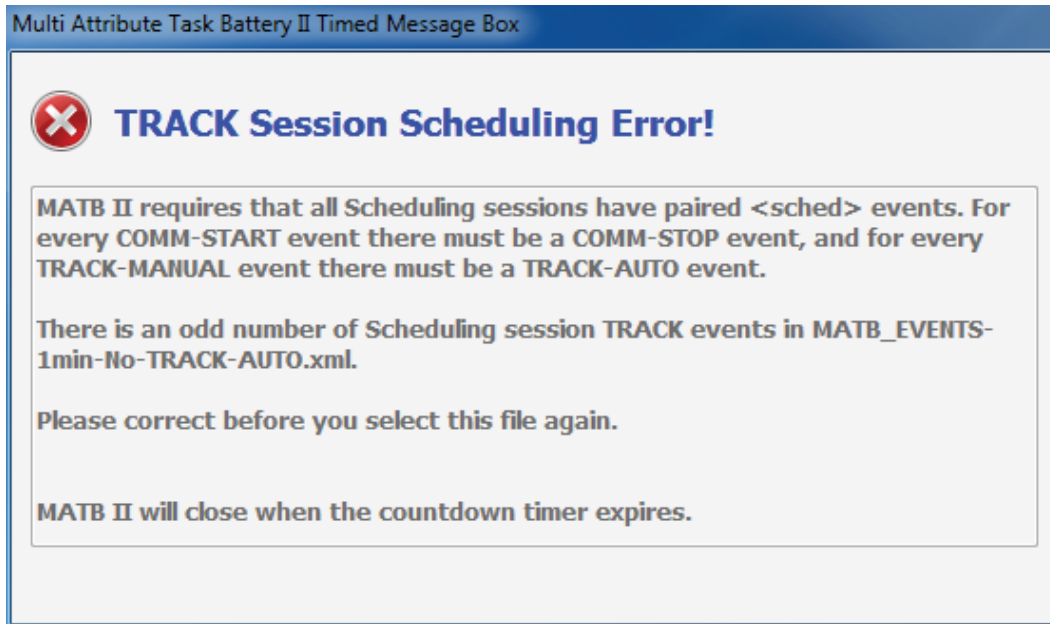 Multi Attribute Task Battery II Timed Message Box
TRACK Session Scheduling Error!
MATB II requires that all Scheduling sessions have paired <sched> events. For
every COMM-START event there must be a COMM-STOP event, and for every
TRACK-MANUAL event there must be a TRACK-AUTO event.
There is an odd number of Scheduling session TRACK events in MATB_EVENTS-
1min-No-TRACK-AUTO.xml.
Please correct before you select this file again.
MATB II will close when the countdown timer expires.